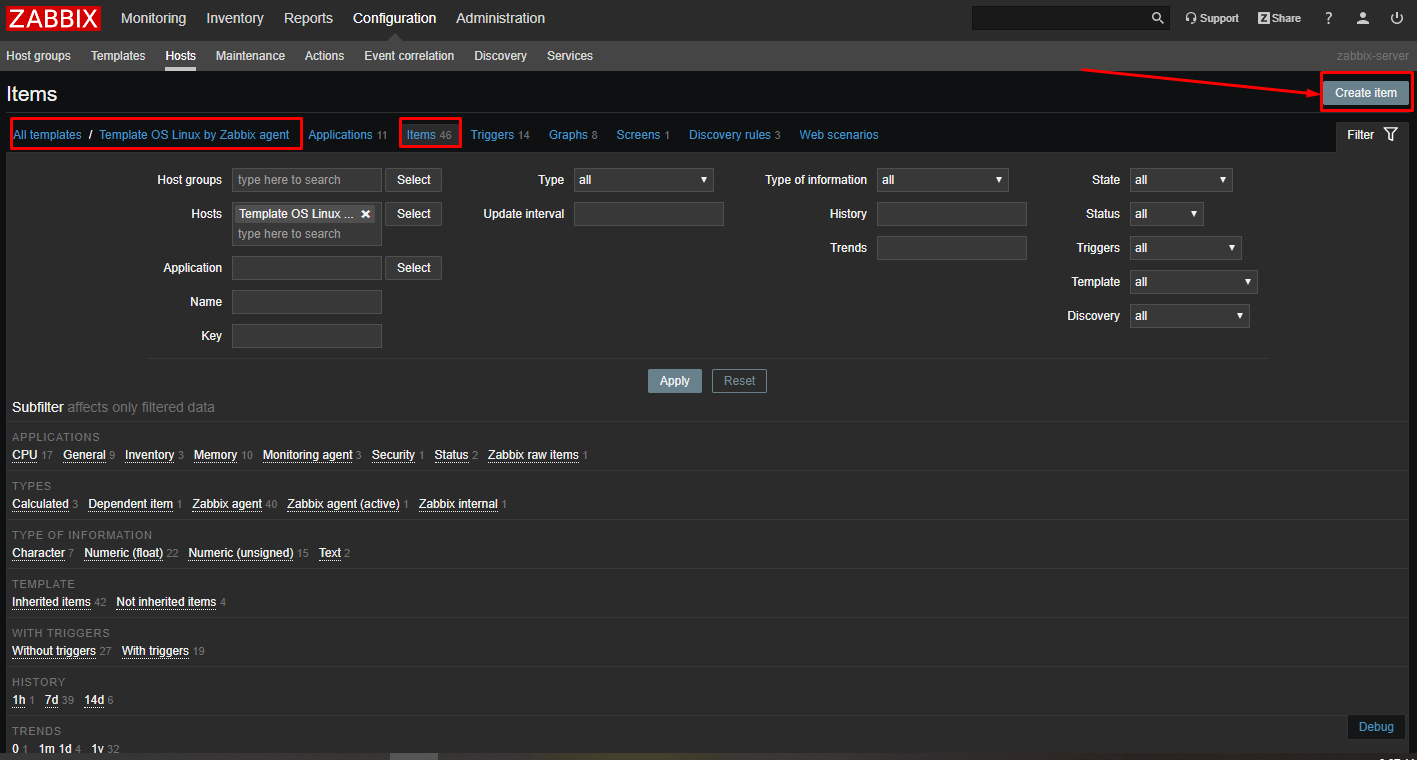 ZABBIX Monitoring Inventory Reports Configuration Administration Support Z Share ?
Host groups Templates Hosts Maintenance Actions Event correlation Discovery Services zabbix-server
Items Create item
All templates / Template OS Linux by Zabbix agent Applications 11 Items 46 Triggers 14 Graphs 8 Screens 1 Discovery rules 3 Web scenarios Filter
Host groups type here to search Select Type all Type of information all State all
Hosts Template OS Linux ... Select Update interval History Status all
type here to search
Trends Triggers all
Application Select
Template all
Name
Discovery all
Key
Apply Reset
Subfilter affects only filtered data
APPLICATIONS
CPU 17 General 9 Inventory 3 Memory 10 Monitoring agent 3 Security 1 Status 2 Zabbix raw items 1
TYPES
Calculated 3 Dependent item 1 Zabbix agent 40 Zabbix agent (active) 1 Zabbix internal 1
TYPE OF INFORMATION
Character 7 Numeric (float) 22 Numeric (unsigned) 15 Text 2
TEMPLATE
Inherited items 42 Not inherited items 4
WITH TRIGGERS
Without triggers 27 With triggers 19
HISTORY
1h 1 7d 39 14d 6
Debug
TRENDS
0 1 1m 1d 4 1y 32